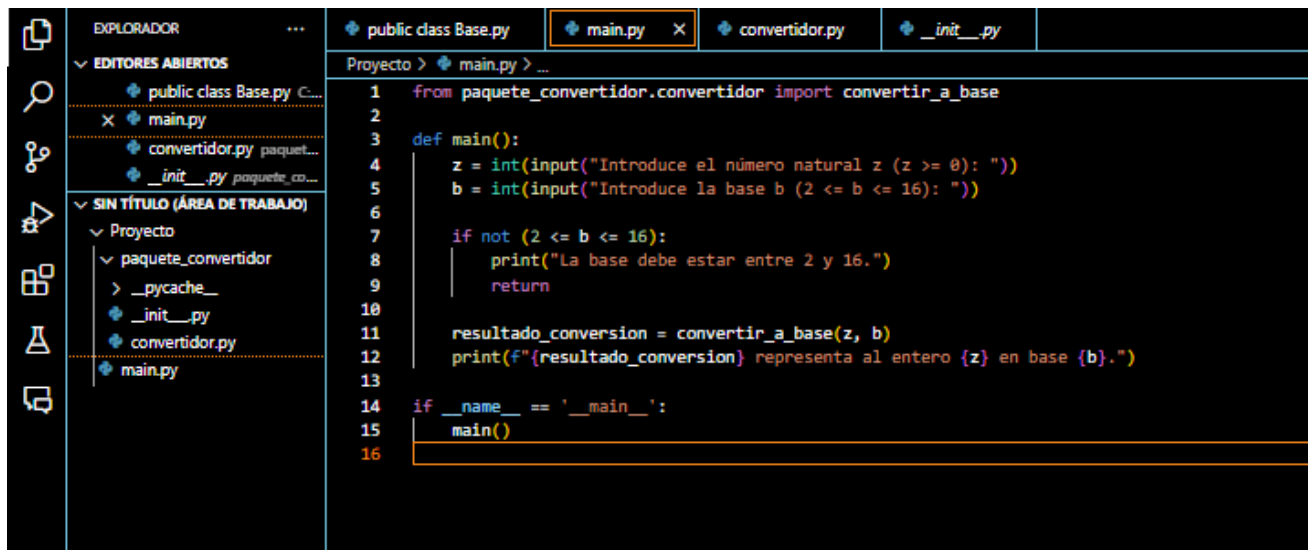 EXPLORADOR ...
EDITORES ABIERTOS
public class Base.py C:...
main.py
convertidor.py paquet...
__init__.py paquete_co...
SIN TÍTULO (ÁREA DE TRABAJO)
Proyecto
paquete_convertidor
__pycache__
__init__.py
convertidor.py
main.py
public class Base.py main.py convertidor.py __init__.py
Proyecto > main.py > ...
1 from paquete_convertidor.convertidor import convertir_a_base
2
3 def main():
4 z = int(input("Introduce el número natural z (z >= 0): "))
5 b = int(input("Introduce la base b (2 <= b <= 16): "))
6
7 if not (2 <= b <= 16):
8 print("La base debe estar entre 2 y 16.")
9 return
10
11 resultado_conversion = convertir_a_base(z, b)
12 print(f"{resultado_conversion} representa al entero {z} en base {b}.")
13
14 if __name__ == '__main__':
15 main()
16